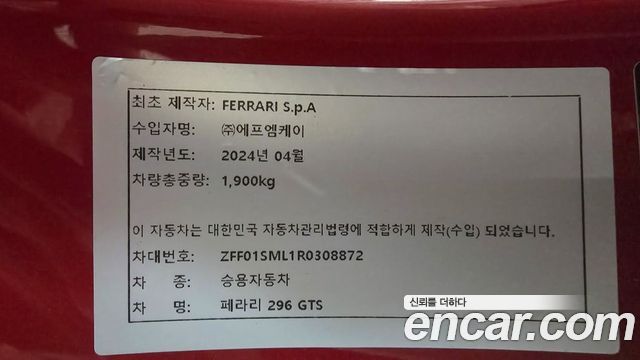 최초 제작자: FERRARI S.p.A
수입자명: ㈜에프엠케이
제작년도: 2024년 04월
차량총중량: 1,900kg
이 자동차는 대한민국 자동차관리법령에 적합하게 제작(수입) 되었습니다.
차대번호: ZFF01SML1R0308872
차 종: 승용자동차
차 명: 페라리 296 GTS
신뢰를 더하다
encar.com